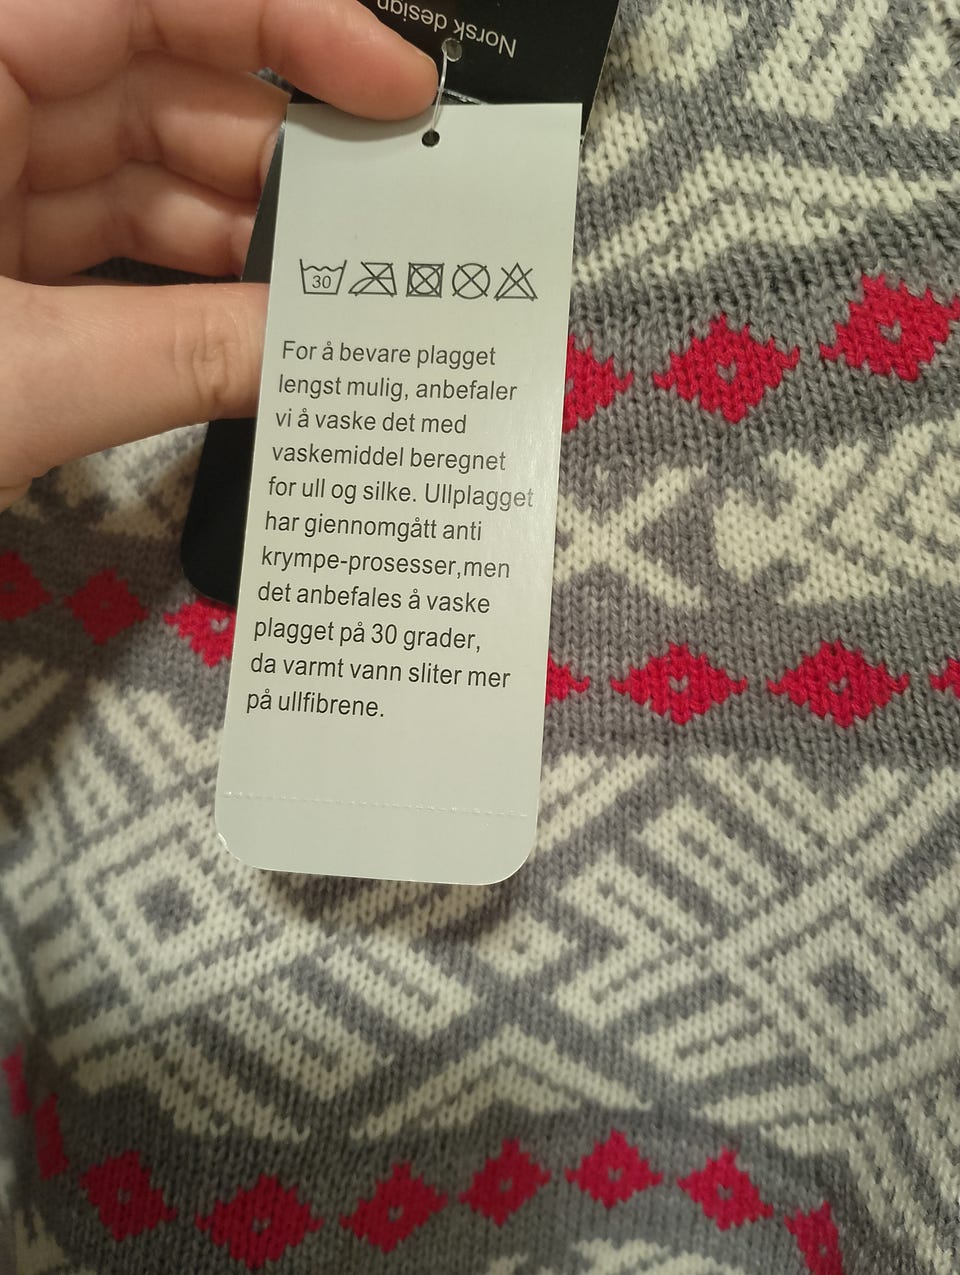 Norsk design
30
For å bevare plagget
lengst mulig, anbefaler
vi å vaske det med
vaskemiddel beregnet
for ull og silke. Ullplagget
har giennomgått anti
krympe-prosesser,men
det anbefales å vaske
plagget på 30 grader,
da varmt vann sliter mer
på ullfibrene.